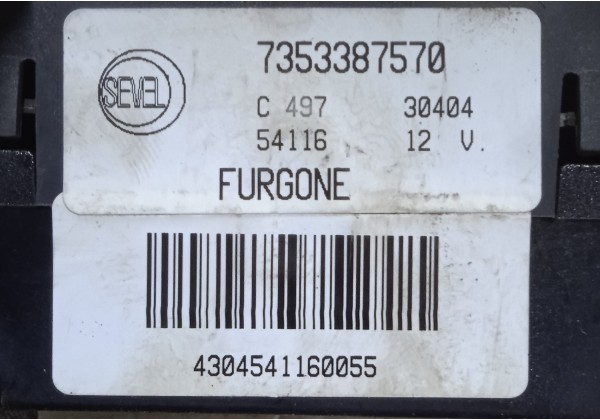 SEVEL
7353387570
C 497 30404
54116 12 V.
FURGONE
4304541160055